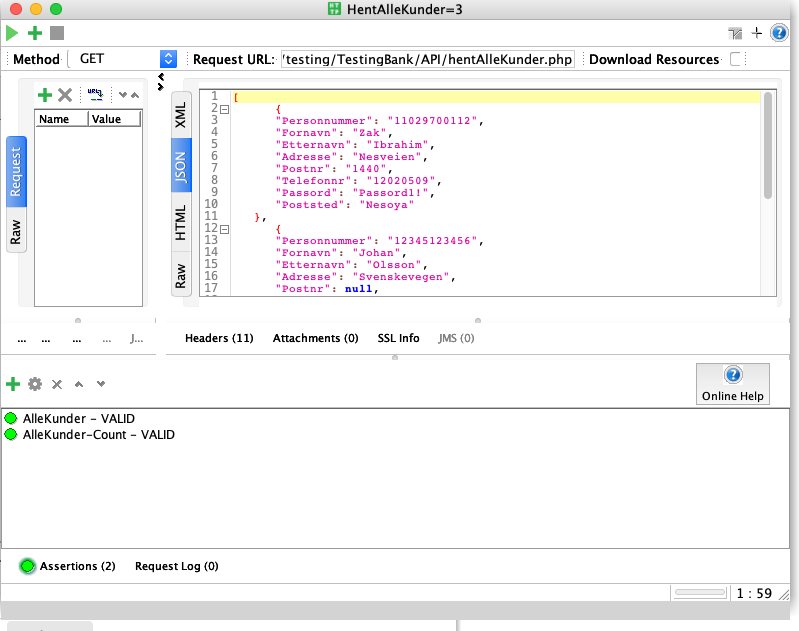 HentAlleKunder=3
Method GET Request URL: 'testing/TestingBank/API/hentAlleKunder.php Download Resources
Name Value
Request
Raw
XML
JSON
HTML
Raw
1 [
2 {
3 "Personnummer": "11029700112",
4 "Fornavn": "Zak",
5 "Etternavn": "Ibrahim",
6 "Adresse": "Nesveien",
7 "Postnr": "1440",
8 "Telefonnr": "12020509",
9 "Passord": "Passord1!",
10 "Poststed": "Nesoya"
11 },
12 {
13 "Personnummer": "12345123456",
14 "Fornavn": "Johan",
15 "Etternavn": "Olsson",
16 "Adresse": "Svenskevegen",
17 "Postnr": null,
... ... ... ... J... Headers (11) Attachments (0) SSL Info JMS (0)
Online Help
AlleKunder - VALID
AlleKunder-Count - VALID
Assertions (2) Request Log (0)
1 : 59